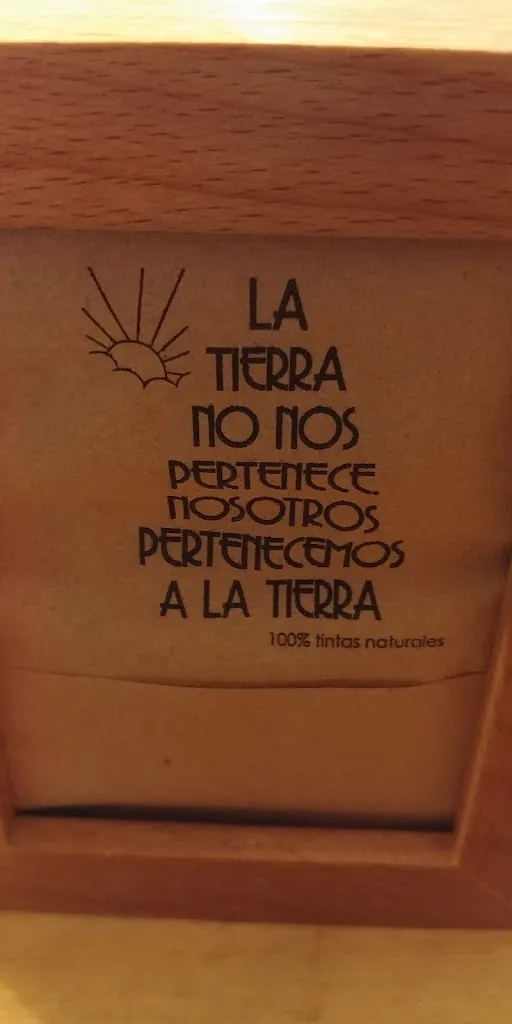 LA
TIERRA
NO NOS
PERTENECE.
NOSOTROS
PERTENECEMOS
A LA TIERRA
100% tintas naturales